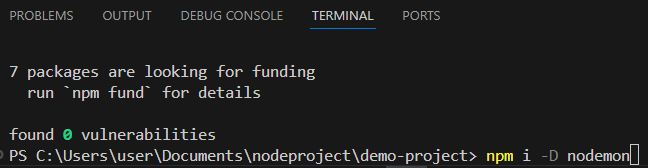 PROBLEMS OUTPUT DEBUG CONSOLE TERMINAL PORTS
7 packages are looking for funding
  run `npm fund` for details
found 0 vulnerabilities
PS C:\Users\user\Documents\nodeproject\demo-project> npm i -D nodemon